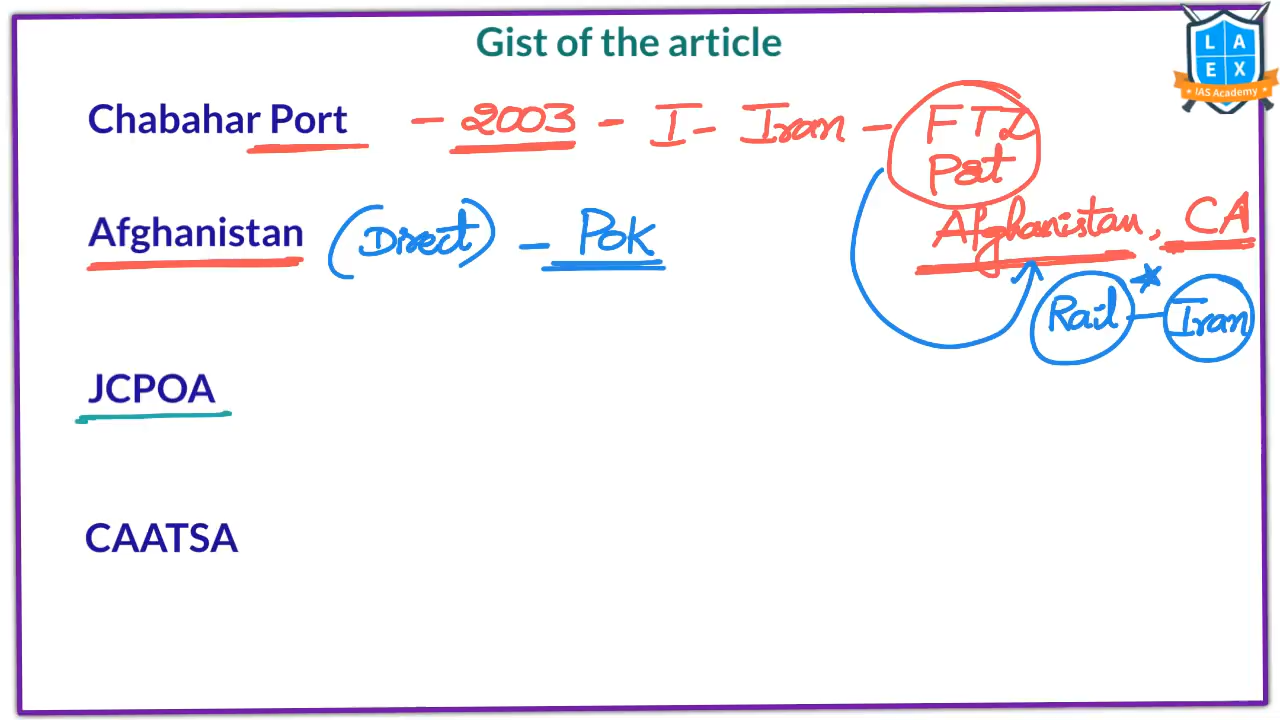 Gist of the article
L A
E X
IAS Academy
Chabahar Port - 2003 - I - Iran - FTZ
Port
Afghanistan (Direct) - POK
Afghanistan, CA
Rail - Iran
JCPOA
CAATSA